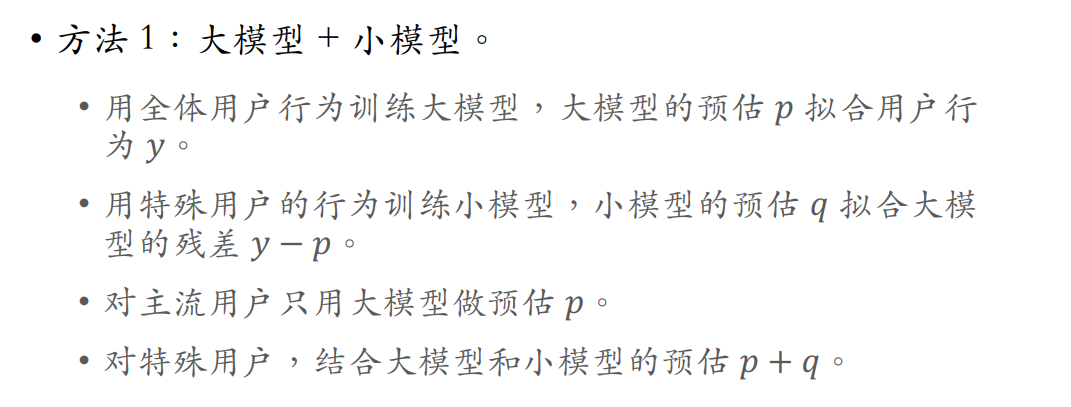 • 方法 1：大模型 + 小模型。
• 用全体用户行为训练大模型，大模型的预估 p 拟合用户行
为 y。
• 用特殊用户的行为训练小模型，小模型的预估 q 拟合大模
型的残差 y − p。
• 对主流用户只用大模型做预估 p。
• 对特殊用户，结合大模型和小模型的预估 p + q。